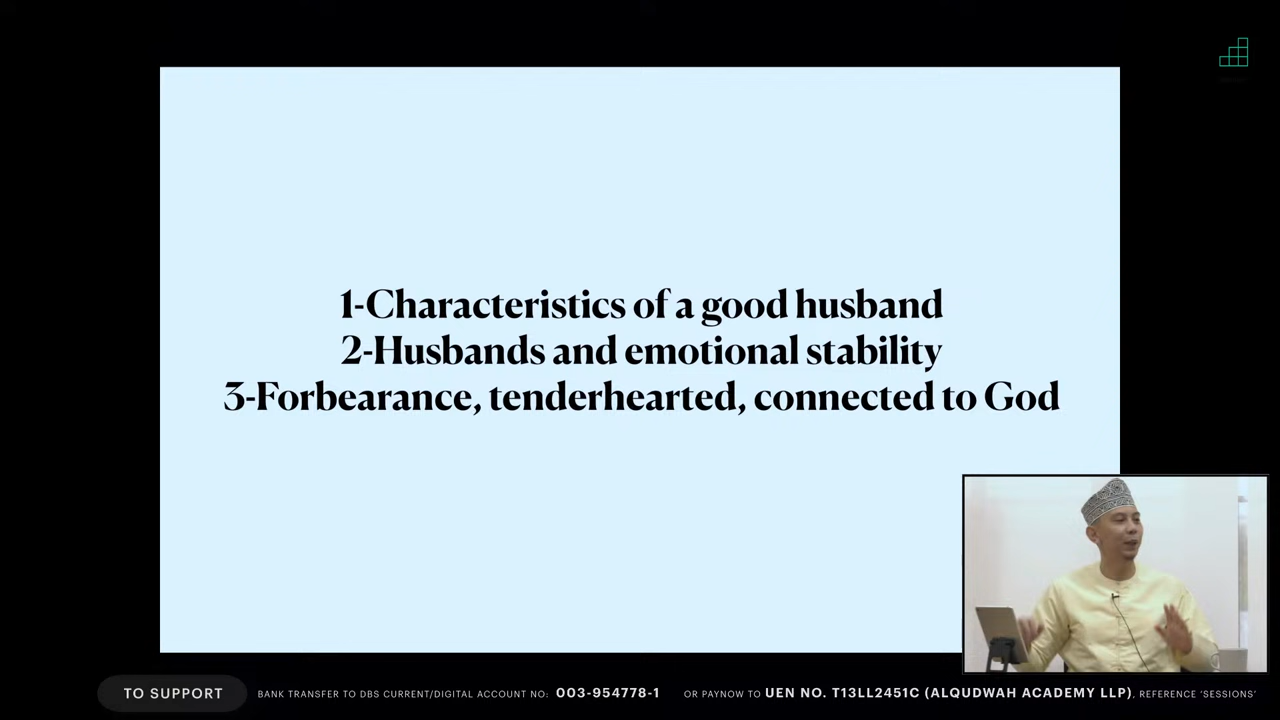 1-Characteristics of a good husband
2-Husbands and emotional stability
3-Forbearance, tenderhearted, connected to God
TO SUPPORT BANK TRANSFER TO DBS CURRENT/DIGITAL ACCOUNT NO: 003-954778-1 OR PAYNOW TO UEN NO. T13LL2451C (ALQUDWAH ACADEMY LLP), REFERENCE ‘SESSIONS’